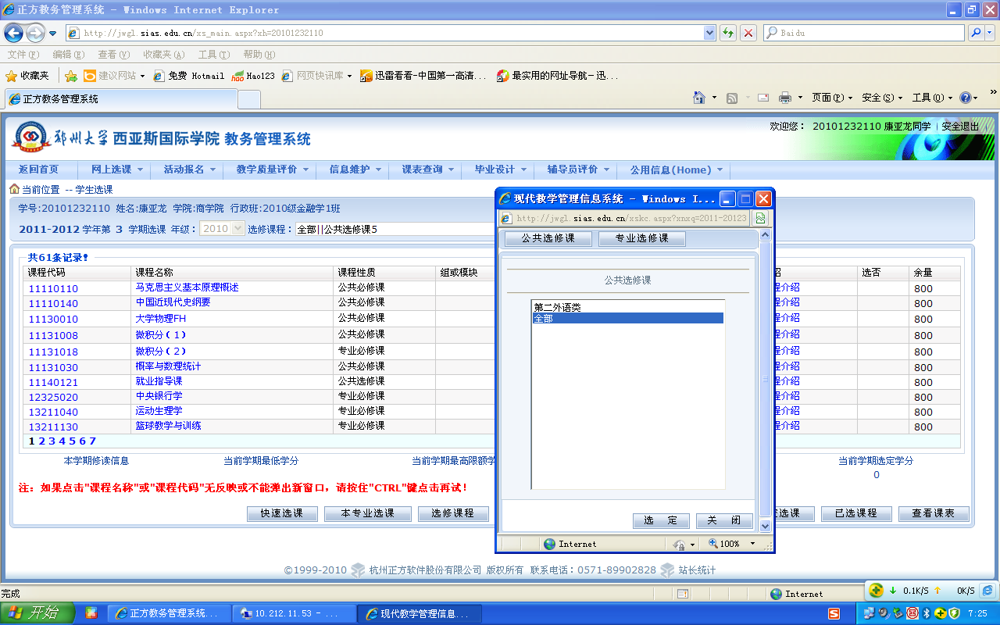 正方教务管理系统 - Windows Internet Explorer
http://jwgl.sias.edu.cn/xs_main.aspx?xh=20101232110
Baidu
文件(F) 编辑(E) 查看(V) 收藏夹(A) 工具(T) 帮助(H)
收藏夹 建议网站 免费 Hotmail Hao123 网页快讯库 迅雷看看-中国第一高清... 最实用的网址导航－迅...
正方教务管理系统 页面(P) 安全(S) 工具(O) »
郑州大学 西亚斯国际学院 教务管理系统
欢迎您： 20101232110 康亚龙同学 安全退出
返回首页 网上选课 活动报名 教学质量评价 信息维护 课表查询 毕业设计 辅导员评价 公用信息(Home)
当前位置 -- 学生选课
学号:20101232110 姓名:康亚龙 学院:商学院 行政班:2010级金融学1班
2011-2012 学年第 3 学期选课 年级： 2010 选修课程： 全部||公共选修课5
共61条记录!
课程代码 课程名称 课程性质 组或模块 绍 选否 余量
11110110 马克思主义基本原理概述 公共必修课 程介绍 800
11110140 中国近现代史纲要 公共必修课 程介绍 800
11130010 大学物理FH 公共必修课 程介绍 800
11131008 微积分（1） 公共必修课 程介绍 800
11131018 微积分（2） 专业必修课 程介绍 800
11131030 概率与数理统计 公共必修课 程介绍 800
11140121 就业指导课 公共选修课 程介绍 800
12325020 中央银行学 专业必修课 程介绍 800
13211040 运动生理学 专业必修课 程介绍 800
13211130 篮球教学与训练 专业必修课 程介绍 800
1 2 3 4 5 6 7
本学期修读信息 当前学期最低学分 当前学期最高限额学 当前学期选定学分
0
注：如果点击"课程名称"或"课程代码"无反映或不能弹出新窗口，请按住"CTRL"键点击再试！
快速选课 本专业选课 选修课程 选课 已选课程 查看课表
现代教学管理信息系统 - Windows I...
http://jwgl.sias.edu.cn/xskc.aspx?xnxq=2011-20123
公共选修课 专业选修课
公共选修课
第二外语类
全部
选 定 关 闭
Internet 100%
©1999-2010 杭州正方软件股份有限公司 版权所有 联系电话：0571-89902828 站长统计
完成 Internet 0.1K/S 0K/S
开始 正方教务管理系统... 10.212.11.53 - ... 现代教学管理信息... 7:25